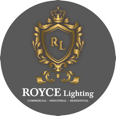 RL
ROYCE Lighting
COMMERCIAL · INDUSTRIAL · RESIDENTIAL